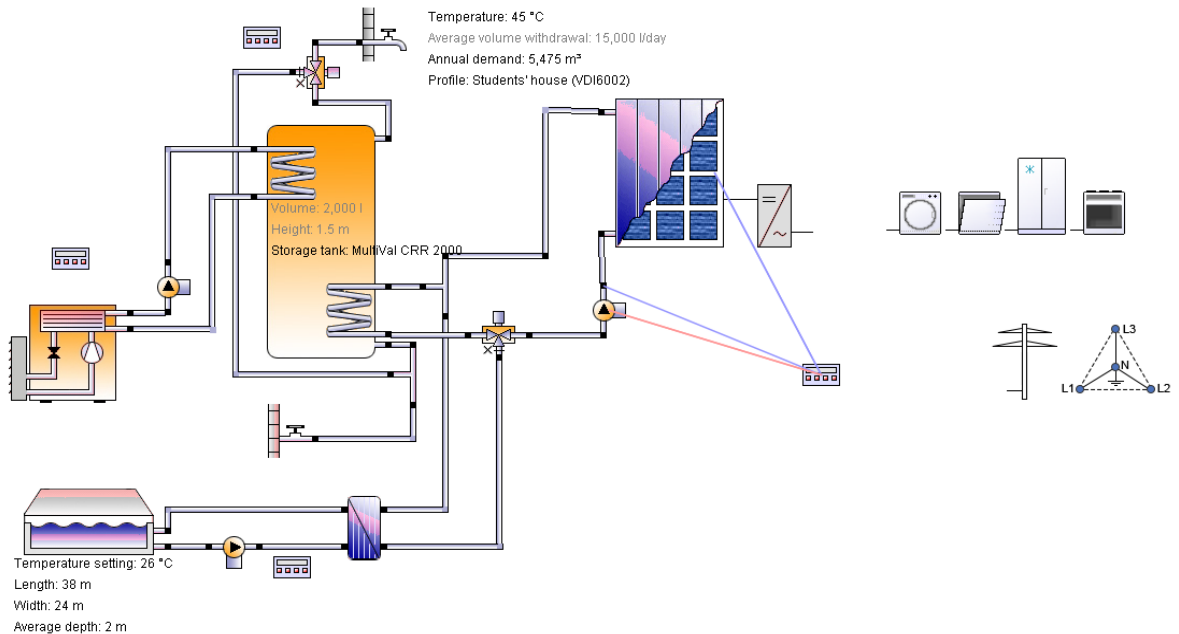 Temperature: 45 °C
Average volume withdrawal: 15,000 l/day
Annual demand: 5,475 m³
Profile: Students' house (VDI6002)
Volume: 2,000 l
Height: 1.5 m
Storage tank: MultiVal CRR 2000
L3
N
L1
L2
Temperature setting: 26 °C
Length: 38 m
Width: 24 m
Average depth: 2 m